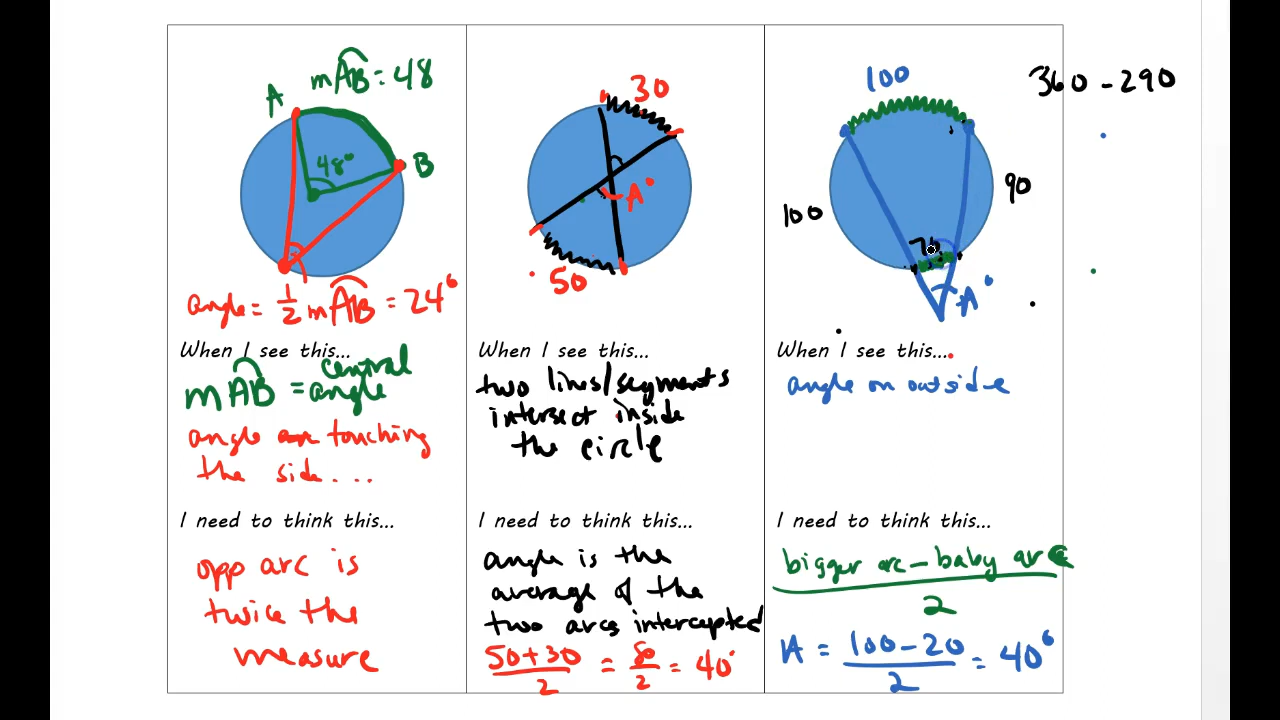 mAB = 48
A
B
48°
angle = 1/2 mAB = 24°
When I see this...
mAB = central angle
angle an touching
the side....
I need to think this...
opp arc is
twice the
measure
30
A°
50
When I see this...
two lines/segments
intersect inside
the circle
I need to think this...
angle is the
average of the
two arcs intercepted
50+30/2 = 80/2 = 40°
100
360 - 290
90
100
A°
When I see this...
angle on outside
I need to think this...
bigger arc - baby arc
2
A = 100 - 20/2 = 40°